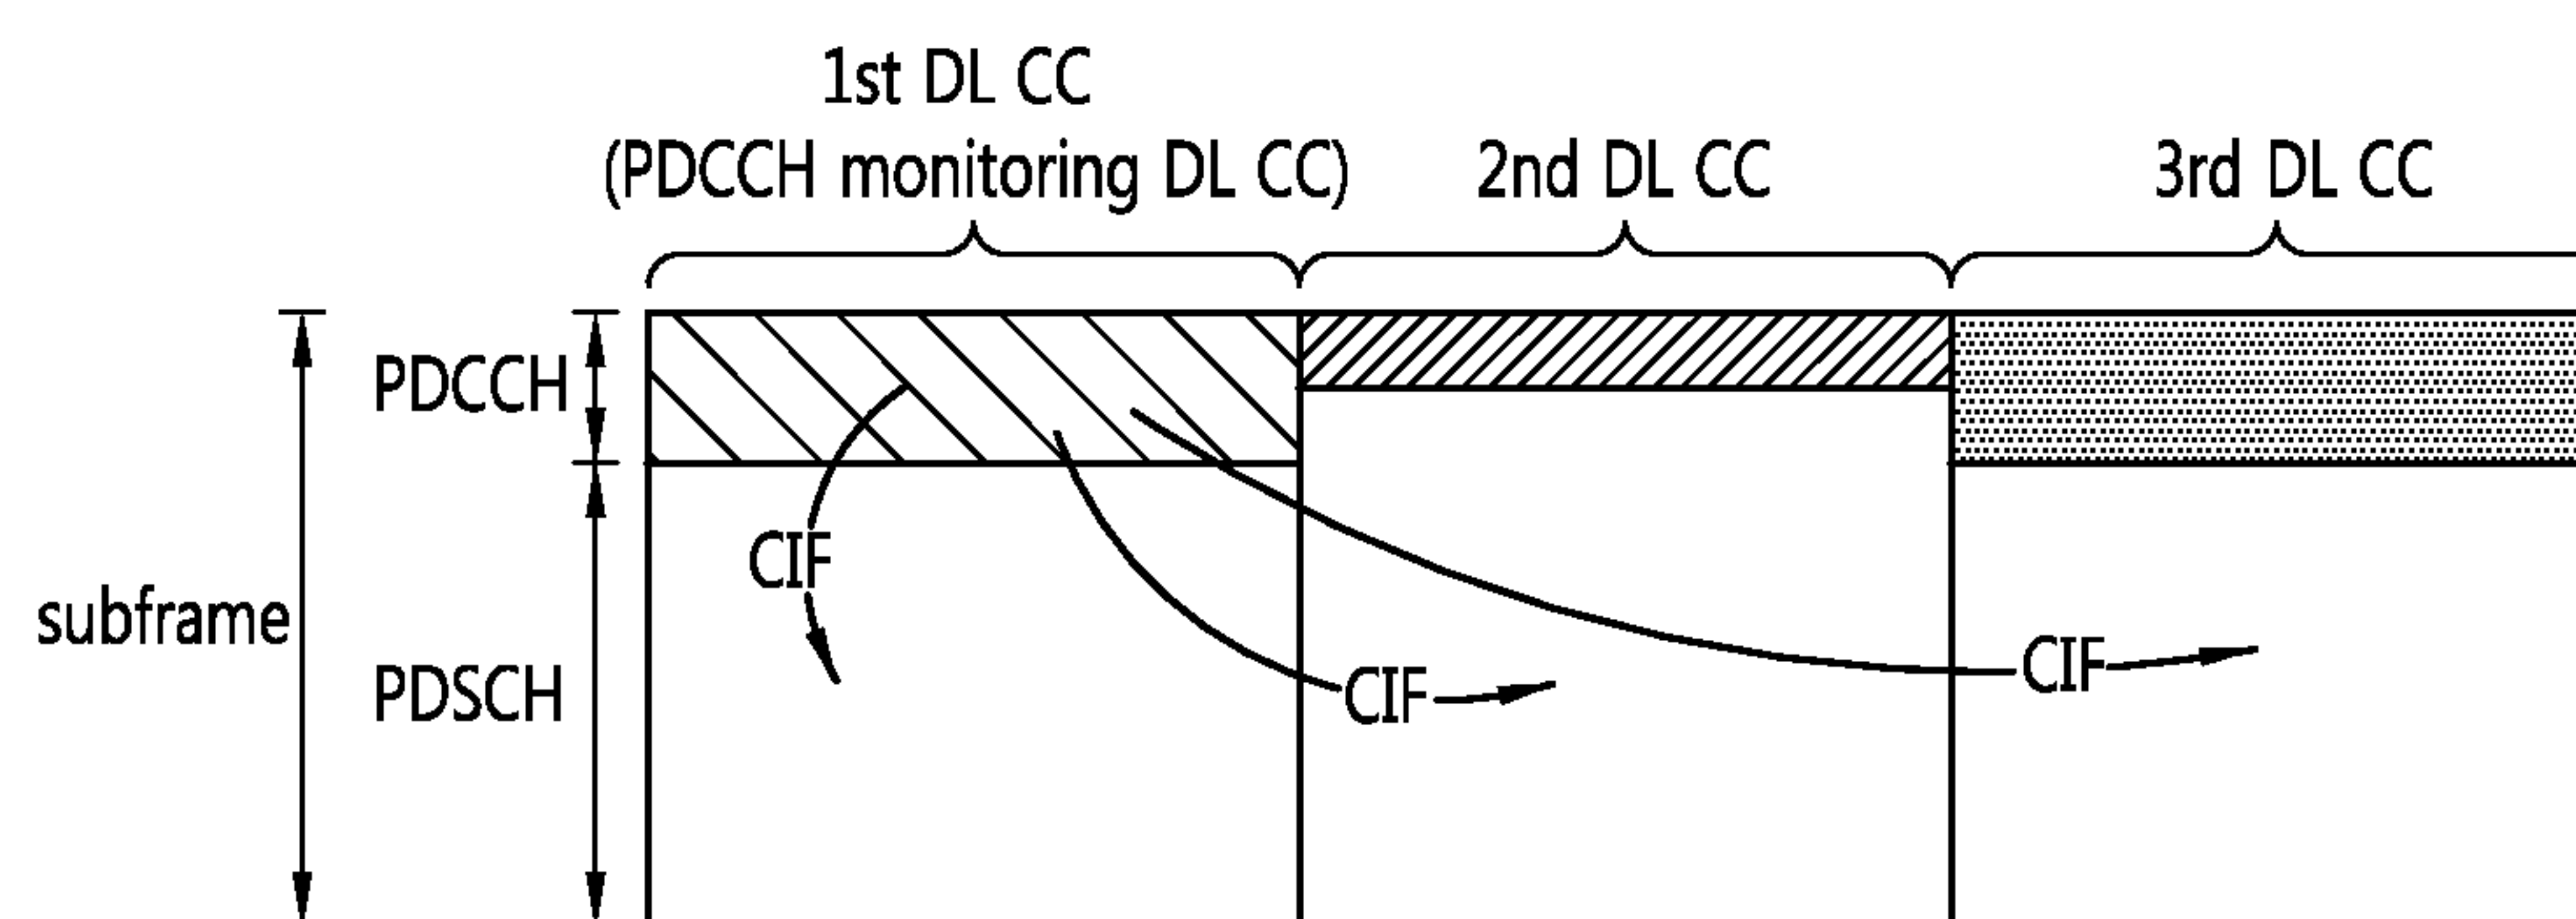 1st DL CC
(PDCCH monitoring DL CC)
2nd DL CC
3rd DL CC
PDCCH
CIF
subframe
PDSCH
CIF
CIF